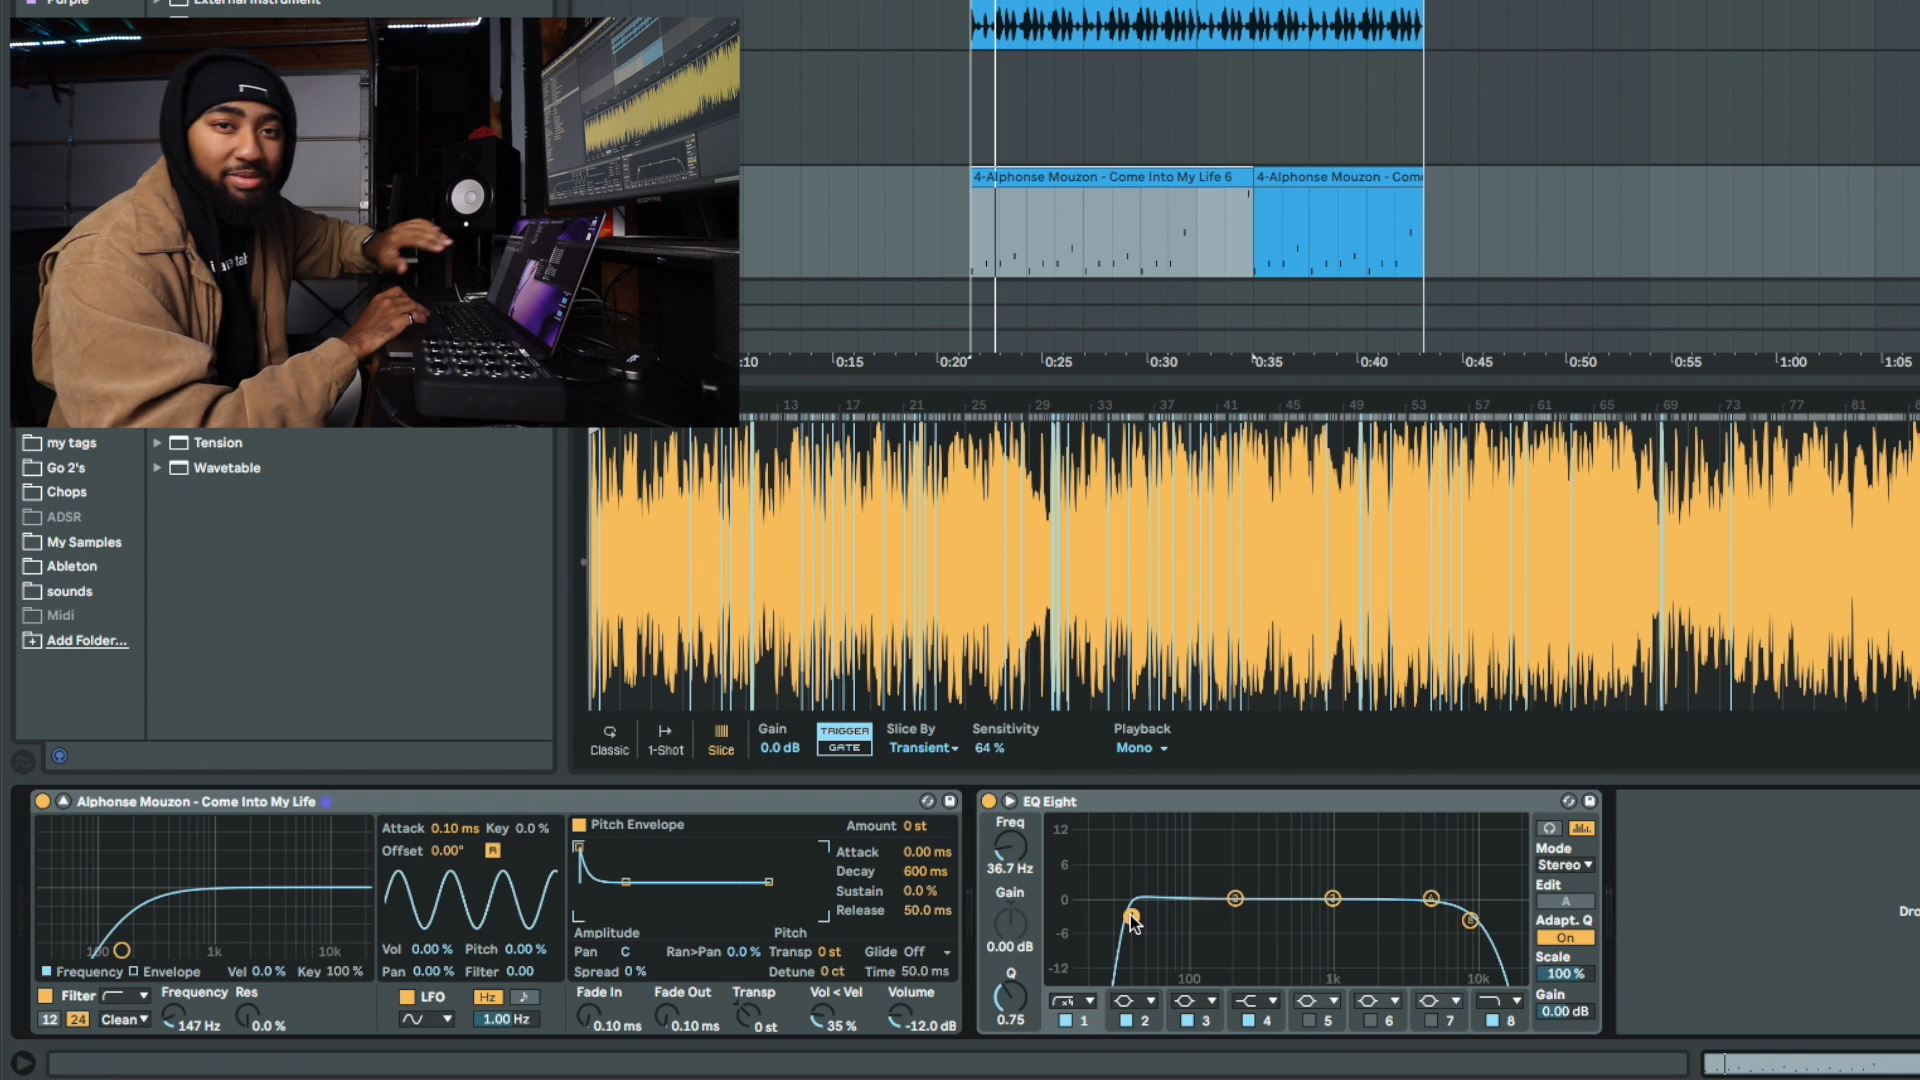 Purple
External Instrument
4-Alphonse Mouzon - Come Into My Life 6
4-Alphonse Mouzon - Com
:10
0:15
0:20
0:25
0:30
0:35
0:40
0:45
0:50
0:55
1:00
1:05
13
17
21
25
29
33
37
41
45
49
53
57
61
65
69
73
77
81
my tags
Go 2's
Chops
ADSR
My Samples
Ableton
sounds
Midi
Add Folder...
Tension
Wavetable
Classic
1-Shot
Slice
Gain
0.0 dB
TRIGGER
GATE
Slice By
Transient
Sensitivity
64 %
Playback
Mono
Alphonse Mouzon - Come Into My Life
100
1k
10k
Frequency
Envelope
Vel 0.0 %
Key 100 %
Filter
Frequency
Res
12
24
Clean
147 Hz
0.0 %
Attack 0.10 ms Key 0.0 %
Offset 0.00°
R
Vol 0.00 % Pitch 0.00 %
Pan 0.00 % Filter 0.00
LFO
Hz
1.00 Hz
Pitch Envelope
Amount 0 st
Attack 0.00 ms
Decay 600 ms
Sustain 0.0 %
Release 50.0 ms
Amplitude
Pitch
Pan C Ran>Pan 0.0 % Transp 0 st Glide Off
Spread 0 % Detune 0 ct Time 50.0 ms
Fade In Fade Out Transp Vol < Vel Volume
0.10 ms 0.10 ms 0 st 35 % -12.0 dB
EQ Eight
Freq
36.7 Hz
Gain
0.00 dB
Q
0.75
12
6
0
-6
-12
100
1k
10k
2
3
4
8
1
2
3
4
5
6
7
8
Mode
Stereo
Edit
A
Adapt. Q
On
Scale
100 %
Gain
0.00 dB
Dro